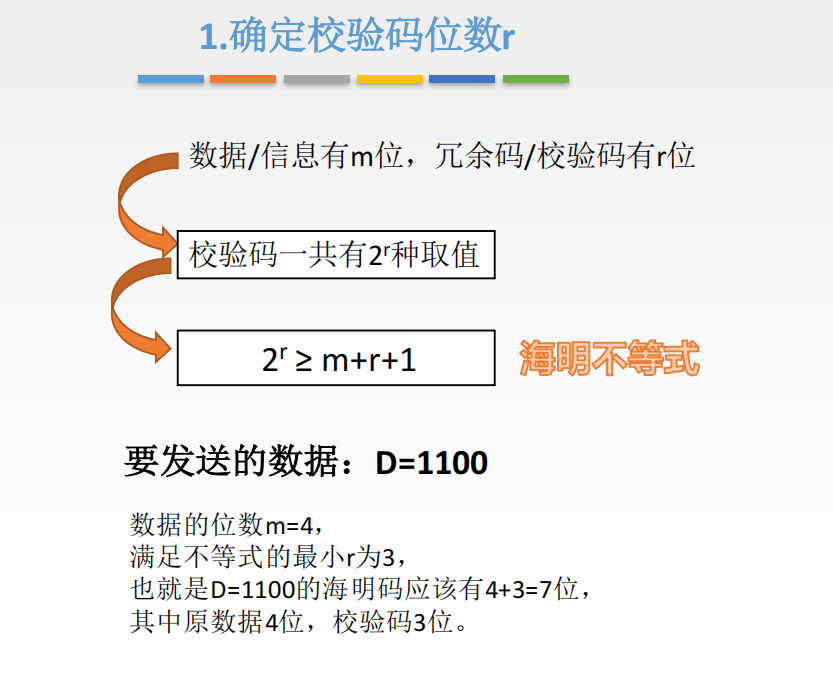 1.确定校验码位数r
数据/信息有m位，冗余码/校验码有r位
校验码一共有2ʳ种取值
2ʳ ≥ m+r+1
海明不等式
要发送的数据：D=1100
数据的位数m=4，
满足不等式的最小r为3，
也就是D=1100的海明码应该有4+3=7位，
其中原数据4位，校验码3位。